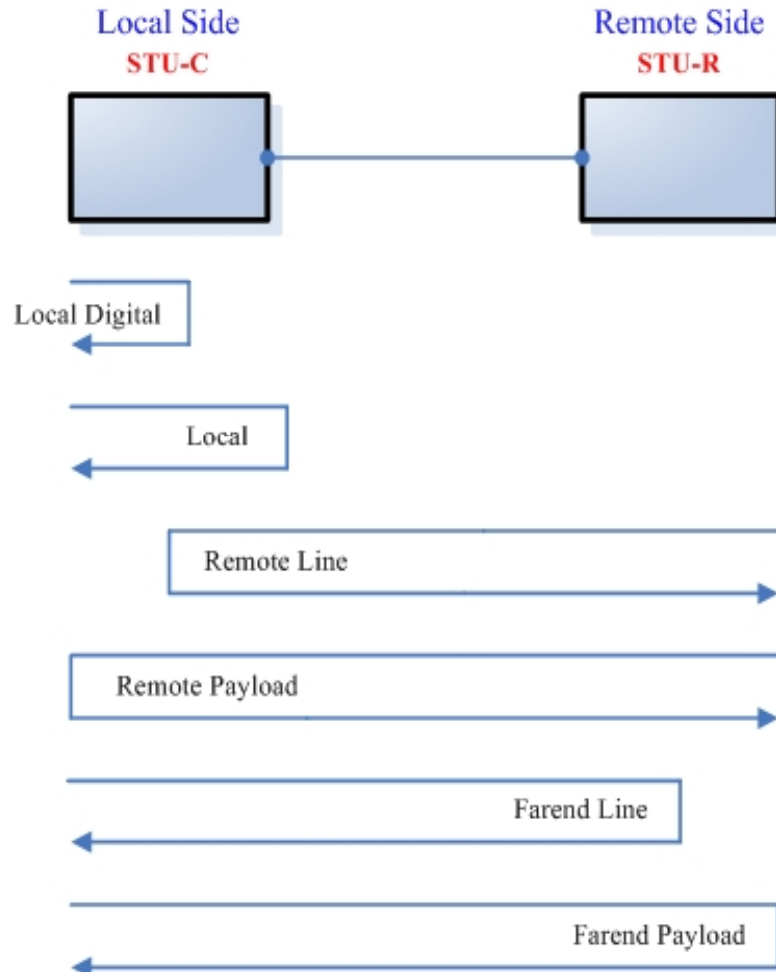 Local Side
Remote Side
STU-C
STU-R
Local Digital
Local
Remote Line
Remote Payload
Farend Line
Farend Payload